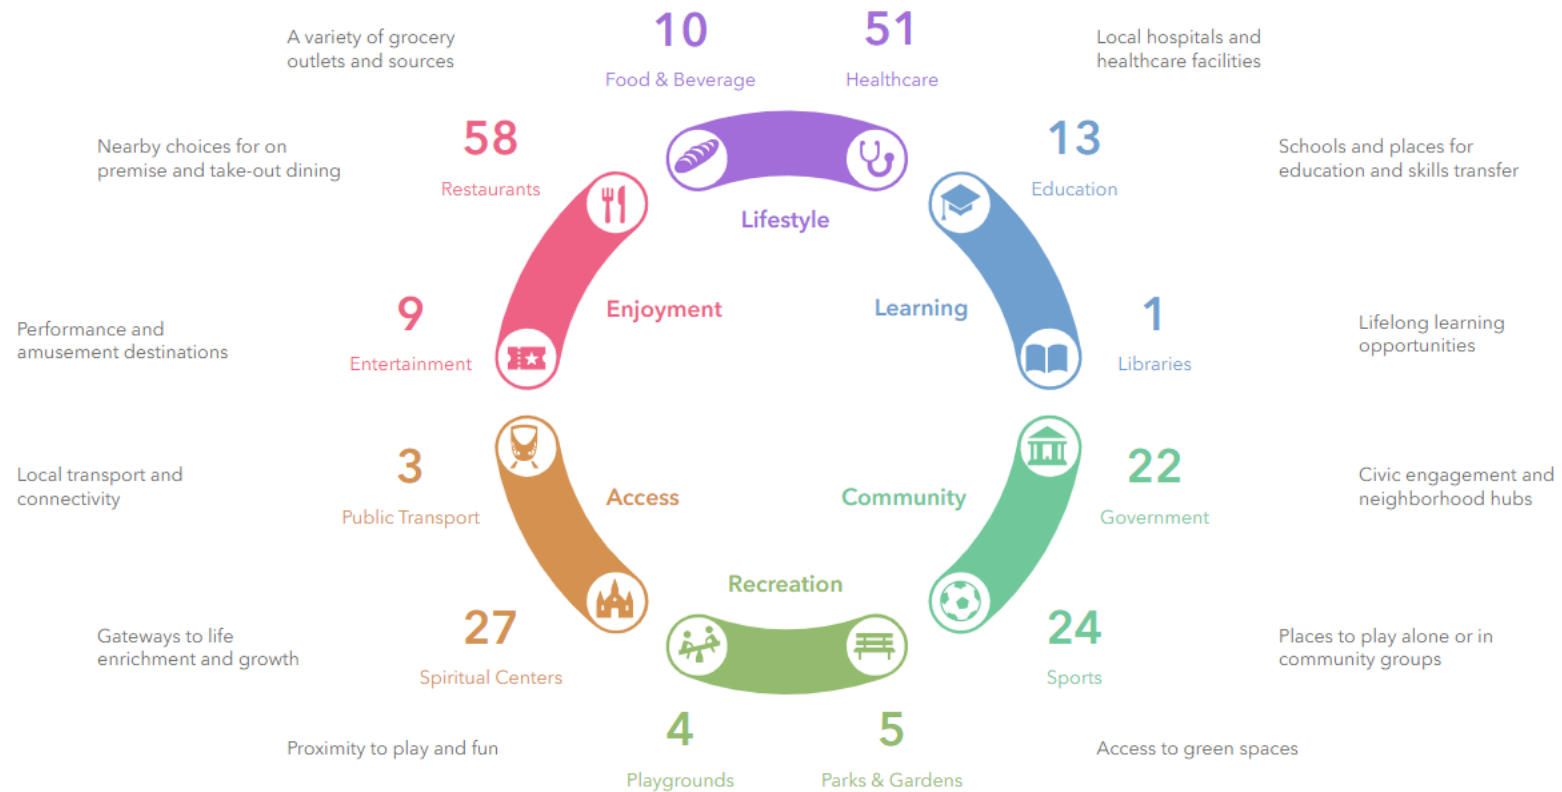 10
Food & Beverage
A variety of grocery
outlets and sources
51
Healthcare
Local hospitals and
healthcare facilities
Lifestyle
58
Restaurants
Nearby choices for on
premise and take-out dining
9
Entertainment
Performance and
amusement destinations
Enjoyment
13
Education
Schools and places for
education and skills transfer
1
Libraries
Lifelong learning
opportunities
Learning
3
Public Transport
Local transport and
connectivity
27
Spiritual Centers
Gateways to life
enrichment and growth
Access
22
Government
Civic engagement and
neighborhood hubs
24
Sports
Places to play alone or in
community groups
Community
Recreation
4
Playgrounds
Proximity to play and fun
5
Parks & Gardens
Access to green spaces